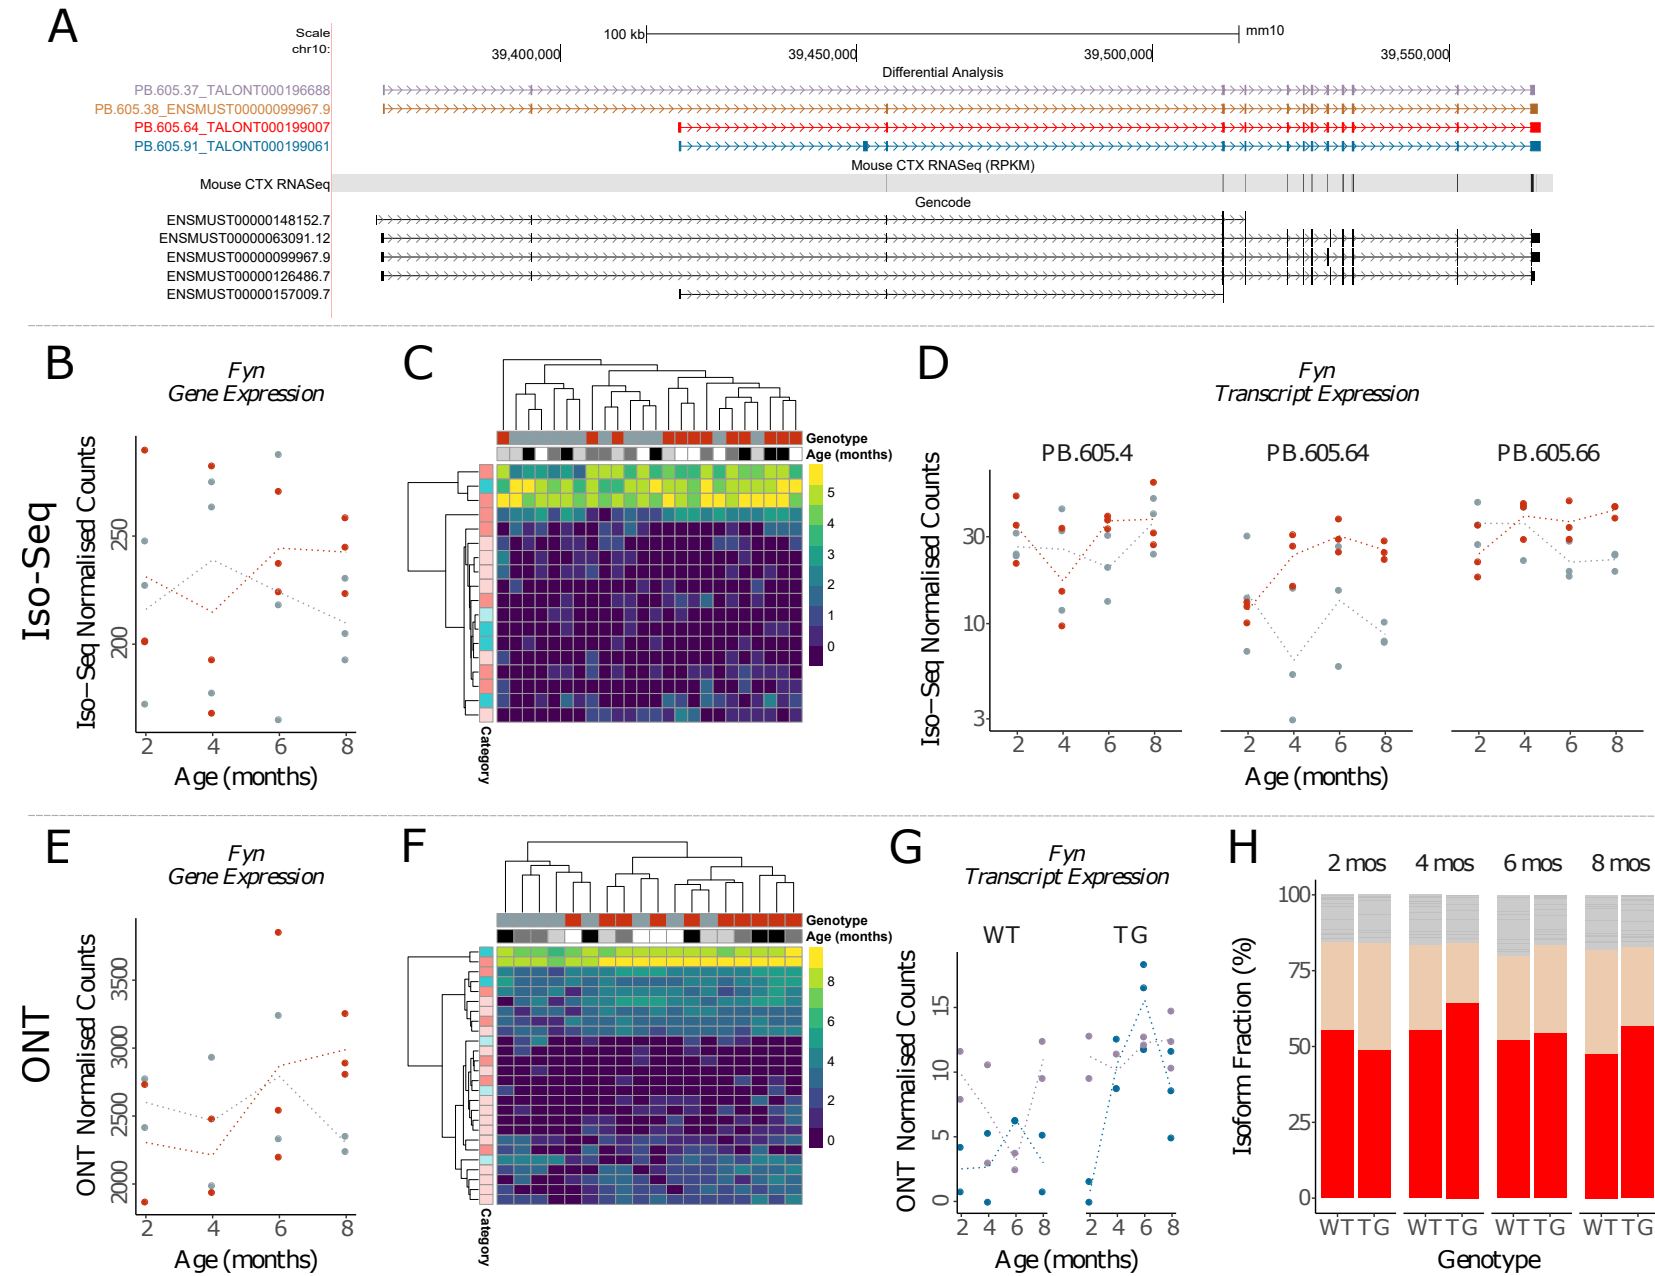 A
Scale
100 kb
mm10
chr10:
39,400,000
39,450,000
39,500,000
39,550,000
Differential Analysis
PB.605.37_TALONT000196688
PB.605.38_ENSMUST00000099967.9
PB.605.64_TALONT000199007
PB.605.91_TALONT000199061
Mouse CTX RNASeq (RPKM)
Mouse CTX RNASeq
Gencode
ENSMUST00000148152.7
ENSMUST00000063091.12
ENSMUST00000099967.9
ENSMUST00000126486.7
ENSMUST00000157009.7
Iso-Seq
B
Fyn
Gene Expression
Iso-Seq Normalised Counts
250
200
2 4 6 8
Age (months)
C
Genotype
Age (months)
5
4
3
2
1
0
Category
D
Fyn
Transcript Expression
PB.605.4 PB.605.64 PB.605.66
Iso-Seq Normalised Counts
30
10
3
2 4 6 8 2 4 6 8 2 4 6 8
Age (months)
ONT
E
Fyn
Gene Expression
ONT Normalised Counts
3500
3000
2500
2000
2 4 6 8
Age (months)
F
Genotype
Age (months)
8
6
4
2
0
Category
G
Fyn
Transcript Expression
WT TG
ONT Normalised Counts
15
10
5
0
2 4 6 8 2 4 6 8
Age (months)
H
2 mos 4 mos 6 mos 8 mos
Isoform Fraction (%)
100
75
50
25
0
WT TG WT TG WT TG WT TG
Genotype